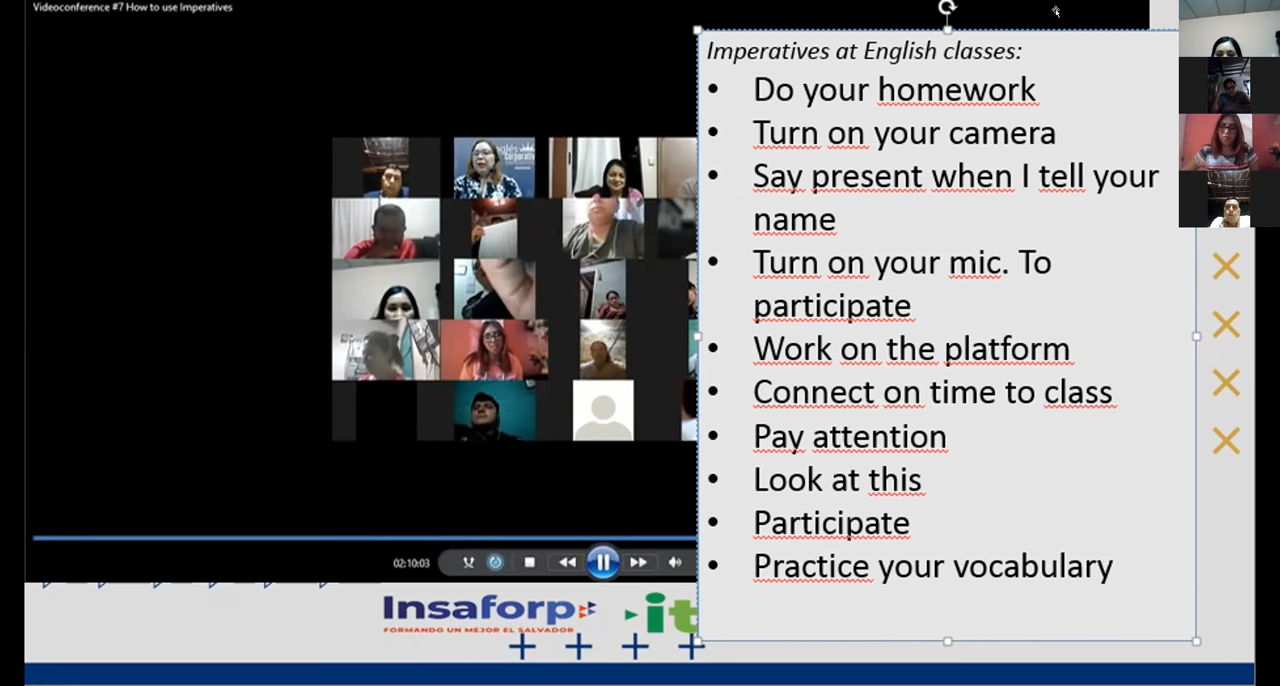 Videoconference #7 How to use Imperatives
Imperatives at English classes:
• Do your homework
• Turn on your camera
• Say present when I tell your
name
• Turn on your mic. To
participate
• Work on the platform
• Connect on time to class
• Pay attention
• Look at this
• Participate
• Practice your vocabulary
02:10:03
Insaforp
FORMANDO UN MEJOR EL SALVADOR
it